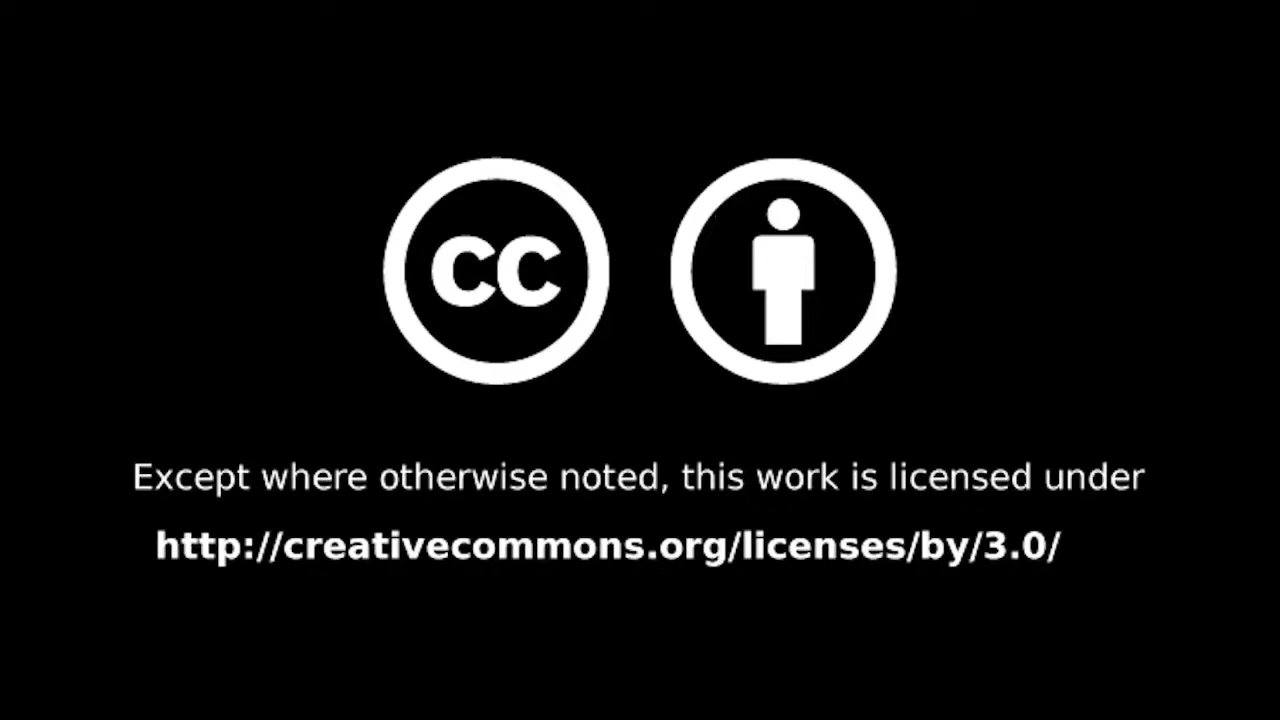 cc
Except where otherwise noted, this work is licensed under
http://creativecommons.org/licenses/by/3.0/